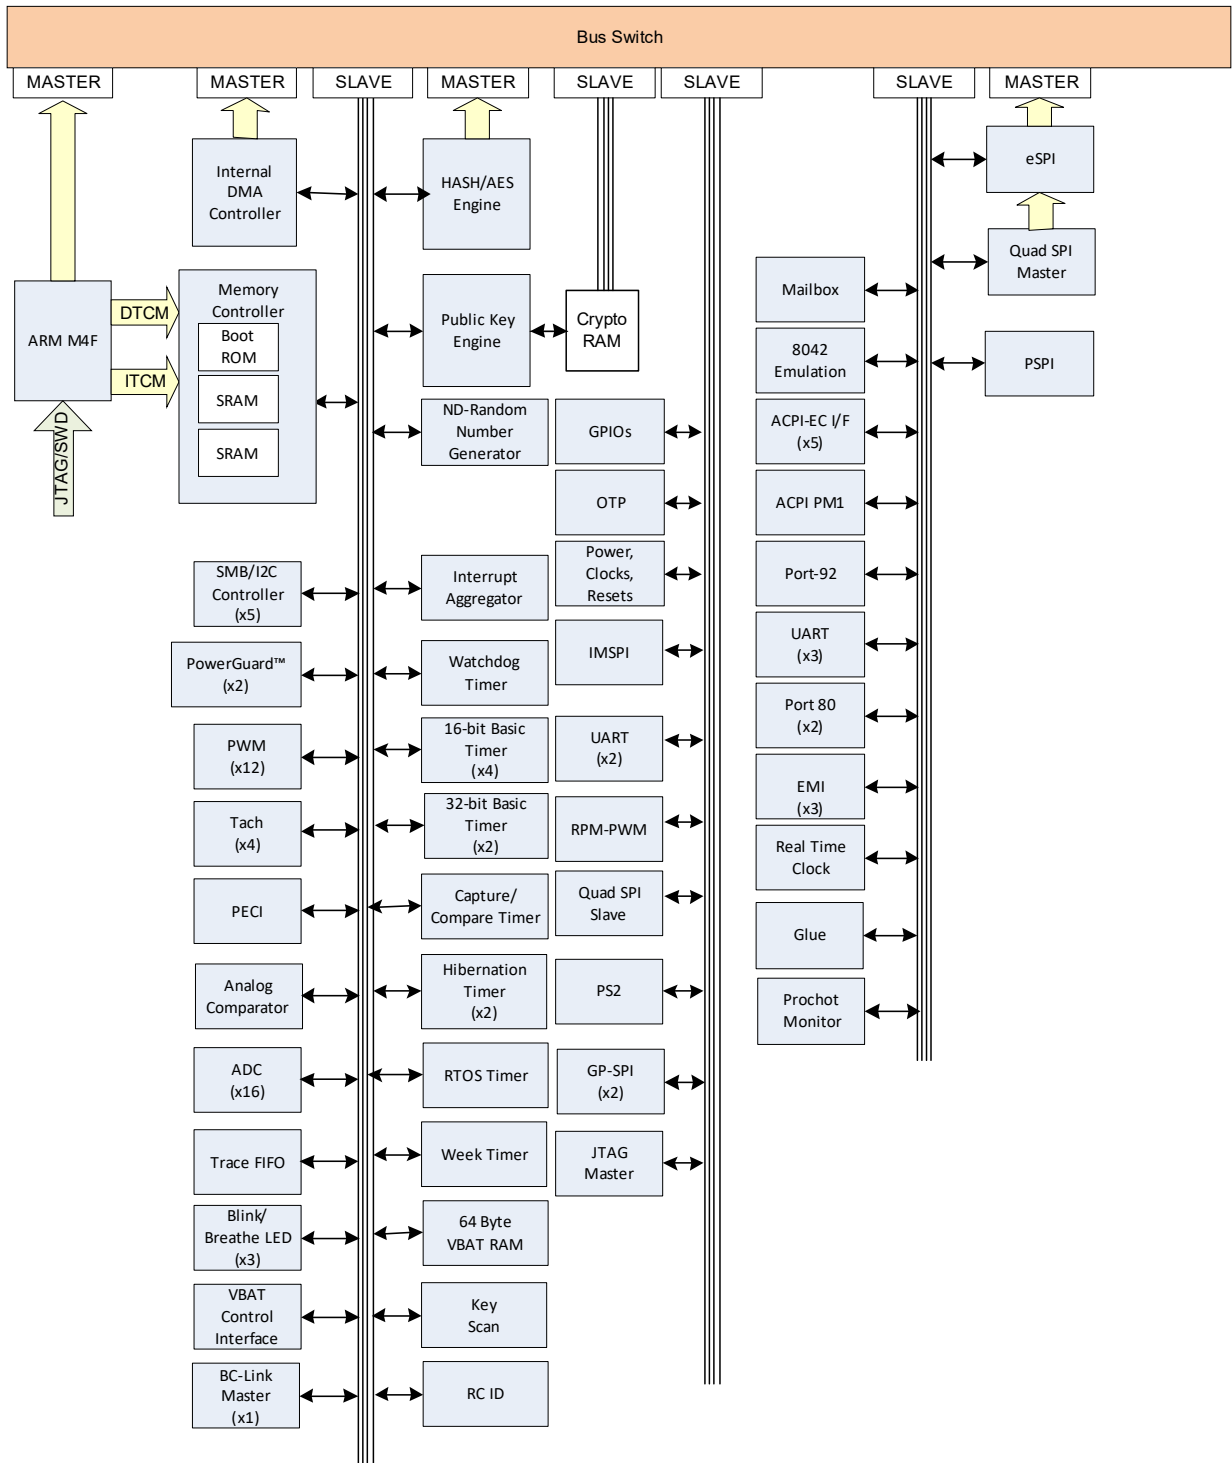 Bus Switch
MASTER
MASTER
SLAVE
MASTER
SLAVE
SLAVE
SLAVE
MASTER
Internal
DMA
Controller
HASH/AES
Engine
eSPI
Quad SPI
Master
ARM M4F
DTCM
ITCM
JTAG/SWD
Memory
Controller
Boot
ROM
SRAM
SRAM
Public Key
Engine
Crypto
RAM
Mailbox
8042
Emulation
PSPI
ND-Random
Number
Generator
GPIOs
ACPI-EC I/F
(x5)
OTP
ACPI PM1
SMB/I2C
Controller
(x5)
Interrupt
Aggregator
Power,
Clocks,
Resets
Port-92
PowerGuard™
(x2)
Watchdog
Timer
IMSPI
UART
(x3)
PWM
(x12)
16-bit Basic
Timer
(x4)
UART
(x2)
Port 80
(x2)
Tach
(x4)
32-bit Basic
Timer
(x2)
RPM-PWM
EMI
(x3)
Real Time
Clock
PECI
Capture/
Compare Timer
Quad SPI
Slave
Glue
Analog
Comparator
Hibernation
Timer
(x2)
PS2
Prochot
Monitor
ADC
(x16)
RTOS Timer
GP-SPI
(x2)
Trace FIFO
Week Timer
JTAG
Master
Blink/
Breathe LED
(x3)
64 Byte
VBAT RAM
VBAT
Control
Interface
Key
Scan
BC-Link
Master
(x1)
RC ID